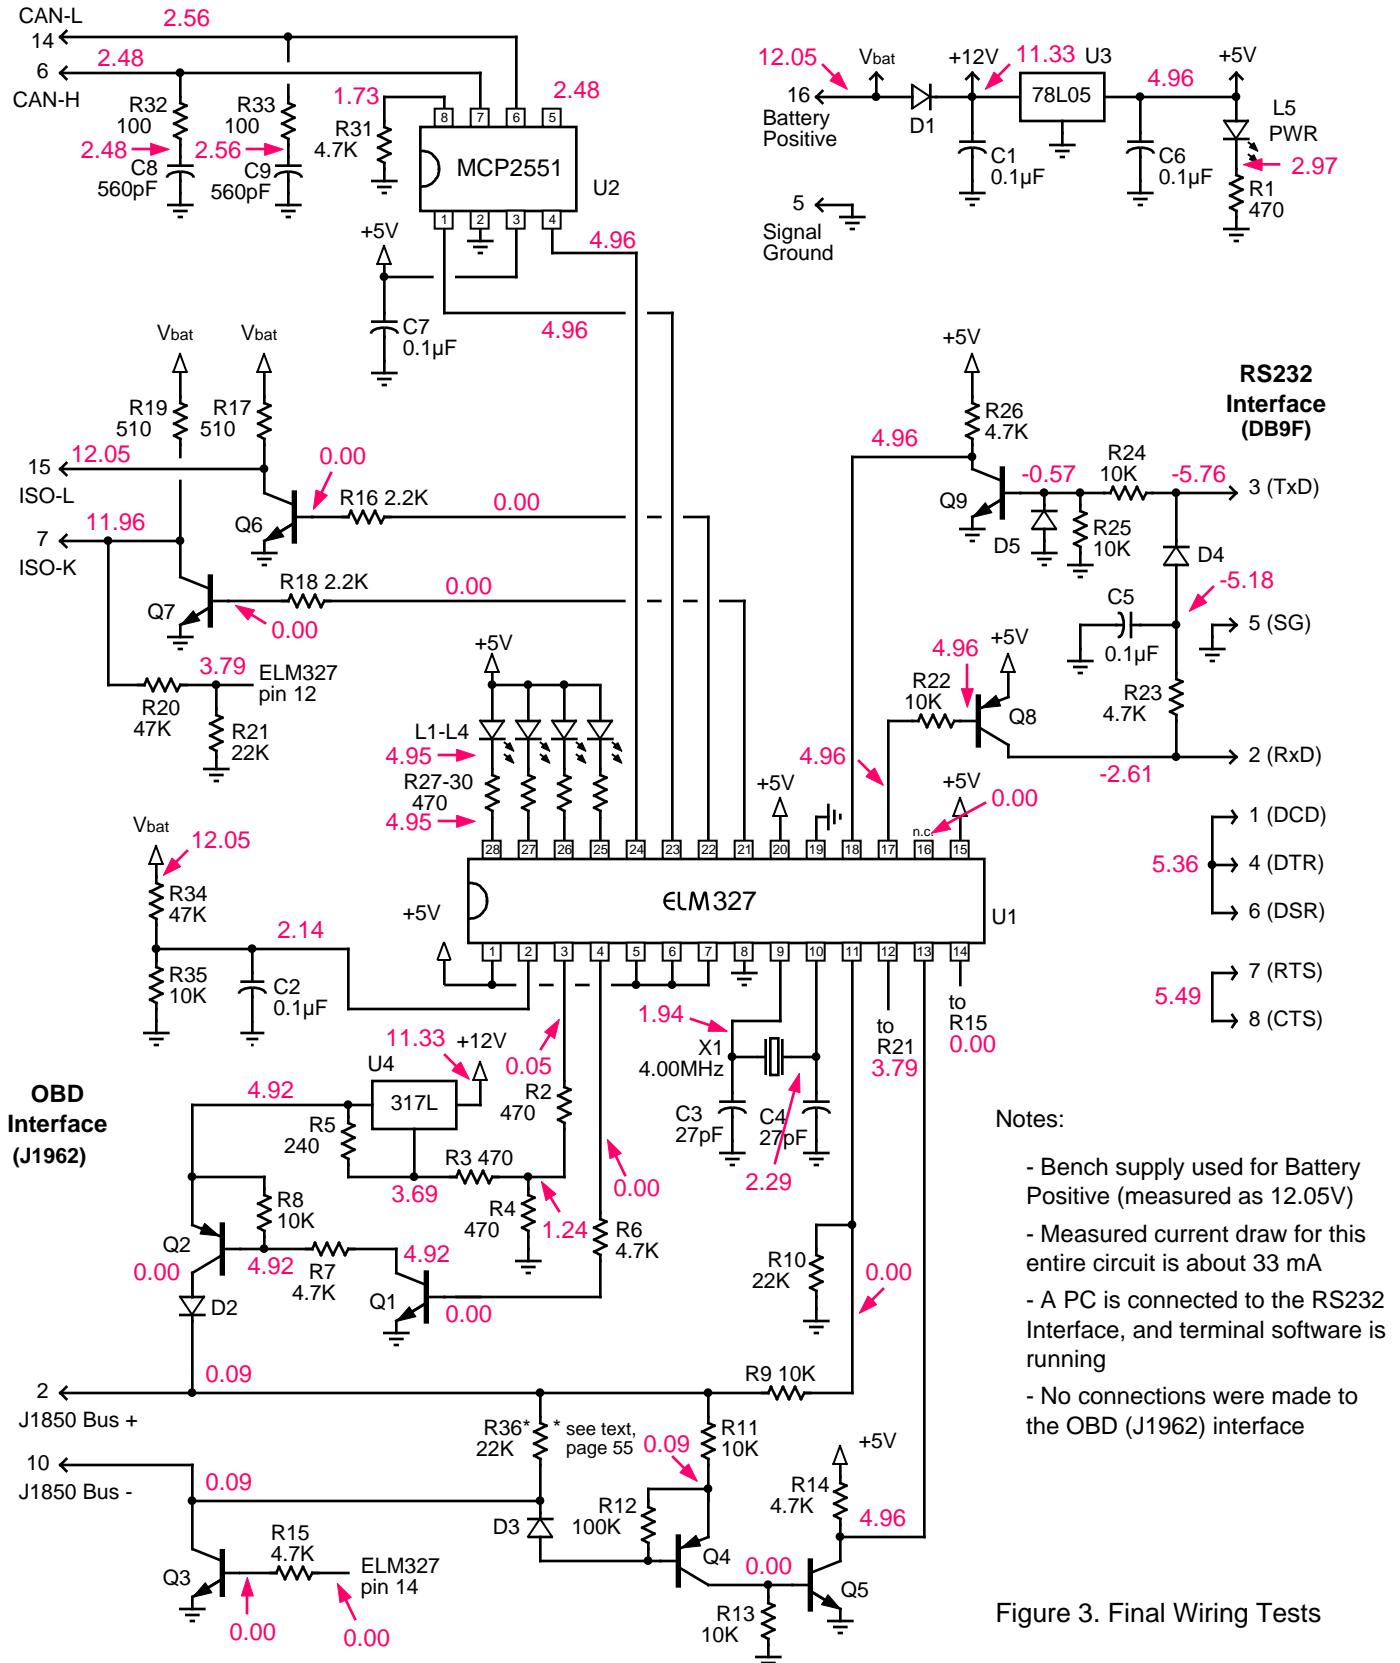 CAN-L
14
2.56
6
2.48
CAN-H
R32
100
R33
100
2.48
2.56
C8
560pF
C9
560pF
1.73
R31
4.7K
8
7
6
5
2.48
MCP2551
U2
1
2
3
4
+5V
4.96
C7
0.1µF
4.96
12.05
Vbat
+12V
11.33
U3
4.96
+5V
16
Battery
Positive
D1
78L05
C1
0.1µF
C6
0.1µF
L5
PWR
2.97
R1
470
5
Signal
Ground
Vbat
Vbat
R19
510
R17
510
15
12.05
ISO-L
0.00
Q6
R16 2.2K
0.00
7
11.96
ISO-K
Q7
R18 2.2K
0.00
0.00
3.79
ELM327
pin 12
R20
47K
R21
22K
+5V
L1-L4
4.95
R27-30
470
4.95
+5V
R26
4.7K
4.96
RS232
Interface
(DB9F)
Q9
-0.57
R24
10K
-5.76
3 (TxD)
D5
R25
10K
D4
-5.18
C5
0.1µF
5 (SG)
4.96
+5V
R22
10K
Q8
R23
4.7K
4.96
-2.61
2 (RxD)
+5V
+5V
0.00
n.c.
28
27
26
25
24
23
22
21
20
19
18
17
16
15
ELM327
U1
1
2
3
4
5
6
7
8
9
10
11
12
13
14
+5V
1 (DCD)
5.36
4 (DTR)
6 (DSR)
7 (RTS)
5.49
8 (CTS)
Vbat
12.05
R34
47K
2.14
R35
10K
C2
0.1µF
to
R21
3.79
to
R15
0.00
1.94
X1
4.00MHz
C3
27pF
C4
27pF
2.29
OBD
Interface
(J1962)
4.92
U4
11.33
+12V
317L
0.05
R2
470
R5
240
R3 470
3.69
R4
470
1.24
0.00
R6
4.7K
R8
10K
Q2
0.00
4.92
R7
4.7K
4.92
Q1
0.00
D2
R10
22K
0.00
2
0.09
J1850 Bus +
R9 10K
R36*
22K
* see text,
page 55
0.09
R11
10K
10
0.09
J1850 Bus -
D3
R12
100K
Q4
+5V
R14
4.7K
4.96
0.00
Q5
R13
10K
R15
4.7K
Q3
ELM327
pin 14
0.00
0.00
Notes:
- Bench supply used for Battery
Positive (measured as 12.05V)
- Measured current draw for this
entire circuit is about 33 mA
- A PC is connected to the RS232
Interface, and terminal software is
running
- No connections were made to
the OBD (J1962) interface
Figure 3. Final Wiring Tests